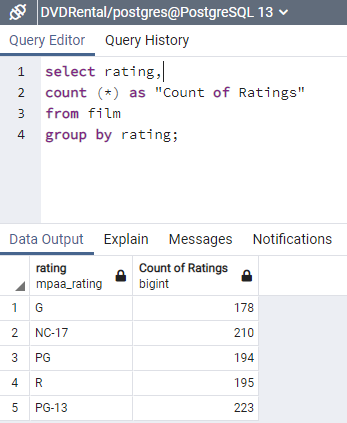 DVDRental/postgres@PostgreSQL 13
Query Editor Query History
1 select rating,
2 count (*) as "Count of Ratings"
3 from film
4 group by rating;
Data Output Explain Messages Notifications
rating Count of Ratings
mpaa_rating bigint
1 G 178
2 NC-17 210
3 PG 194
4 R 195
5 PG-13 223